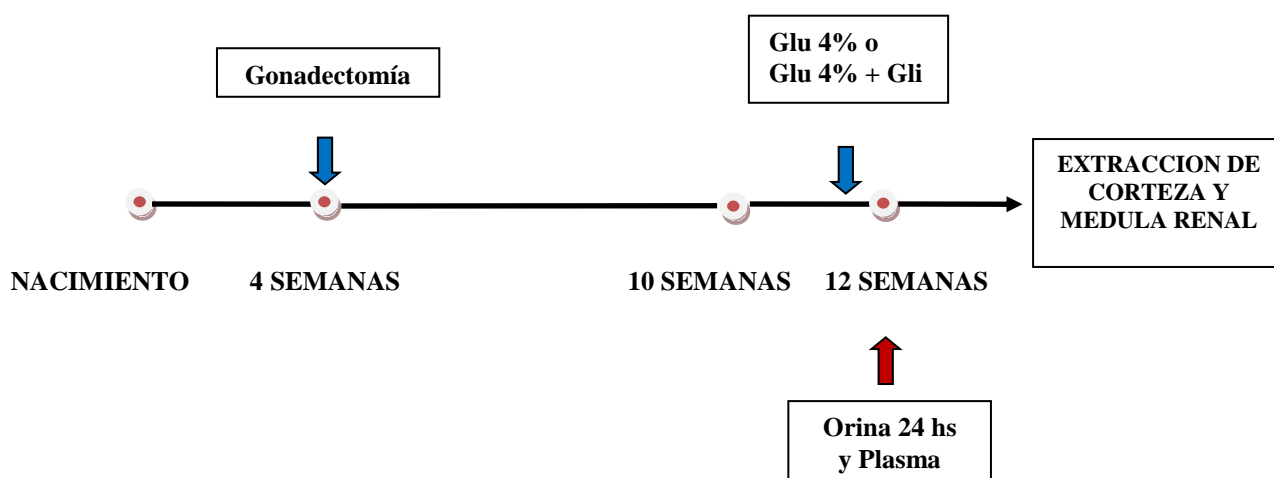 Glu 4% o
Glu 4% + Gli
Gonadectomía
EXTRACCION DE
CORTEZA Y
MEDULA RENAL
NACIMIENTO
4 SEMANAS
10 SEMANAS
12 SEMANAS
Orina 24 hs
y Plasma